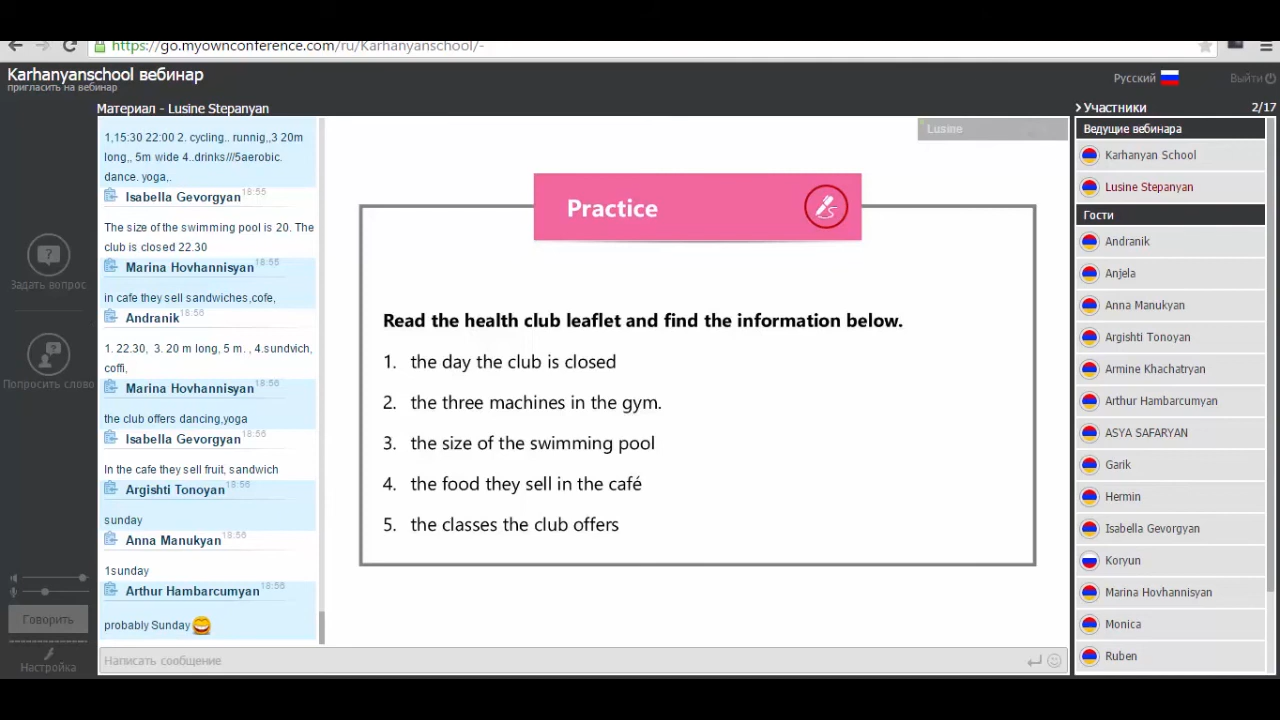 https://go.myownconference.com/ru/Karhanyanschool/-
Karhanyanschool вебинар
пригласить на вебинар
Русский
Выйти
Материал - Lusine Stepanyan
Участники 2/17
1,15:30 22:00 2. cycling.. runnig,,3 20m
long,, 5m wide 4..drinks///5aerobic.
dance. yoga,.
Isabella Gevorgyan 18:55
The size of the swimming pool is 20. The
club is closed 22.30
Marina Hovhannisyan 18:55
in cafe they sell sandwiches,cofe,
Andranik 18:56
1. 22.30, 3. 20 m long, 5 m. , 4.sundvich,
coffi,
Marina Hovhannisyan 18:56
the club offers dancing,yoga
Isabella Gevorgyan 18:56
In the cafe they sell fruit, sandwich
Argishti Tonoyan 18:56
sunday
Anna Manukyan 18:56
1sunday
Arthur Hambarcumyan 18:56
probably Sunday
Написать сообщение
Задать вопрос
Попросить слово
Говорить
Настройка
Lusine
Practice
Read the health club leaflet and find the information below.
1. the day the club is closed
2. the three machines in the gym.
3. the size of the swimming pool
4. the food they sell in the café
5. the classes the club offers
Ведущие вебинара
Karhanyan School
Lusine Stepanyan
Гости
Andranik
Anjela
Anna Manukyan
Argishti Tonoyan
Armine Khachatryan
Arthur Hambarcumyan
ASYA SAFARYAN
Garik
Hermin
Isabella Gevorgyan
Koryun
Marina Hovhannisyan
Monica
Ruben